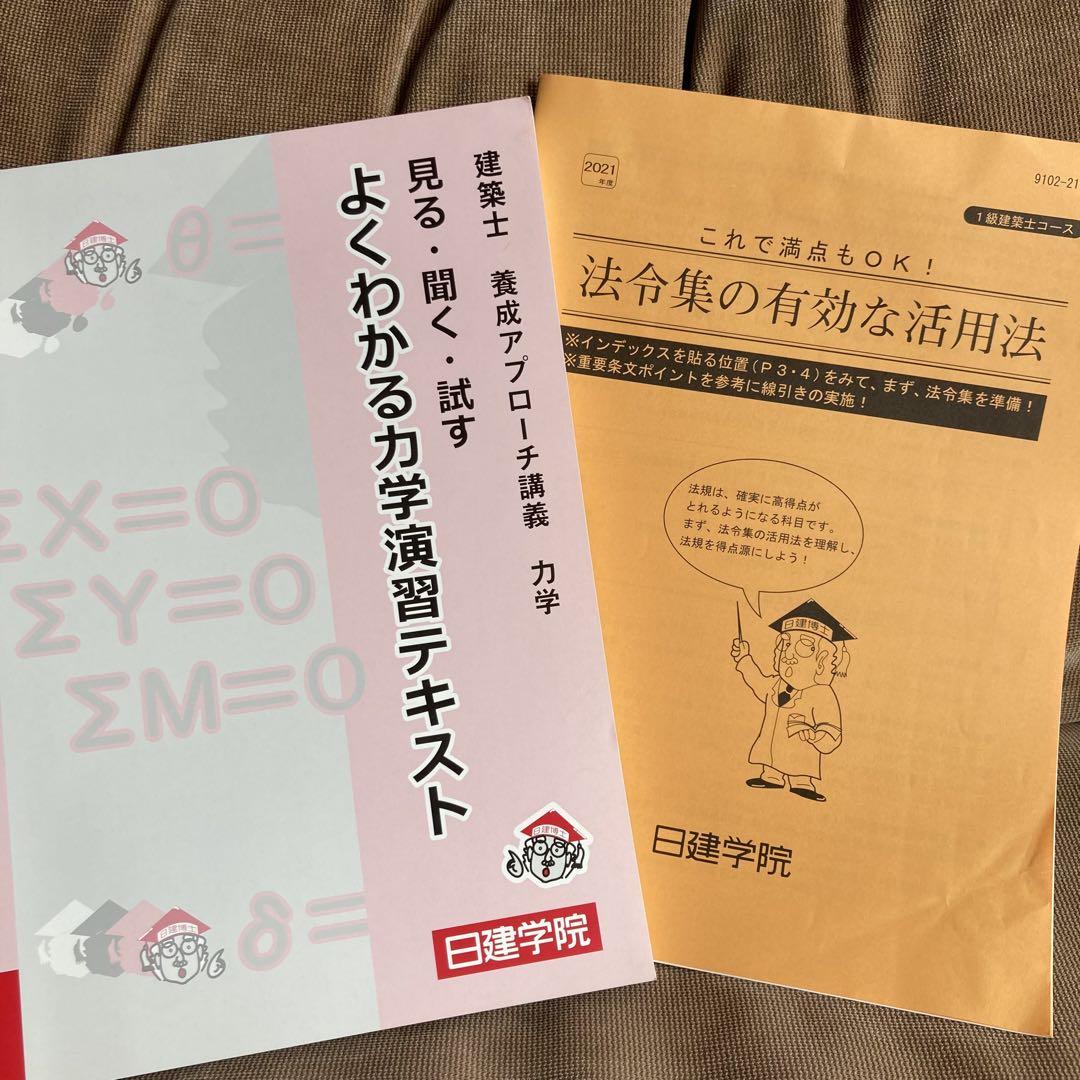 建築士 養成アプローチ講義 力学
見る・聞く・試す
よくわかる力学演習テキスト
日建博士
θ=
ΣX=0
ΣY=0
ΣM=0
日建博士
δ=
日建博士
日建学院
2021
年度
9102-21
1級建築士コース
これで満点もOK!
法令集の有効な活用法
※インデックスを貼る位置(P3・4)をみて、まず、法令集を準備!
※重要条文ポイントを参考に線引きの実施!
法規は、確実に高得点が
とれるようになる科目です。
まず、法令集の活用法を理解し、
法規を得点源にしよう!
日建博士
日建学院